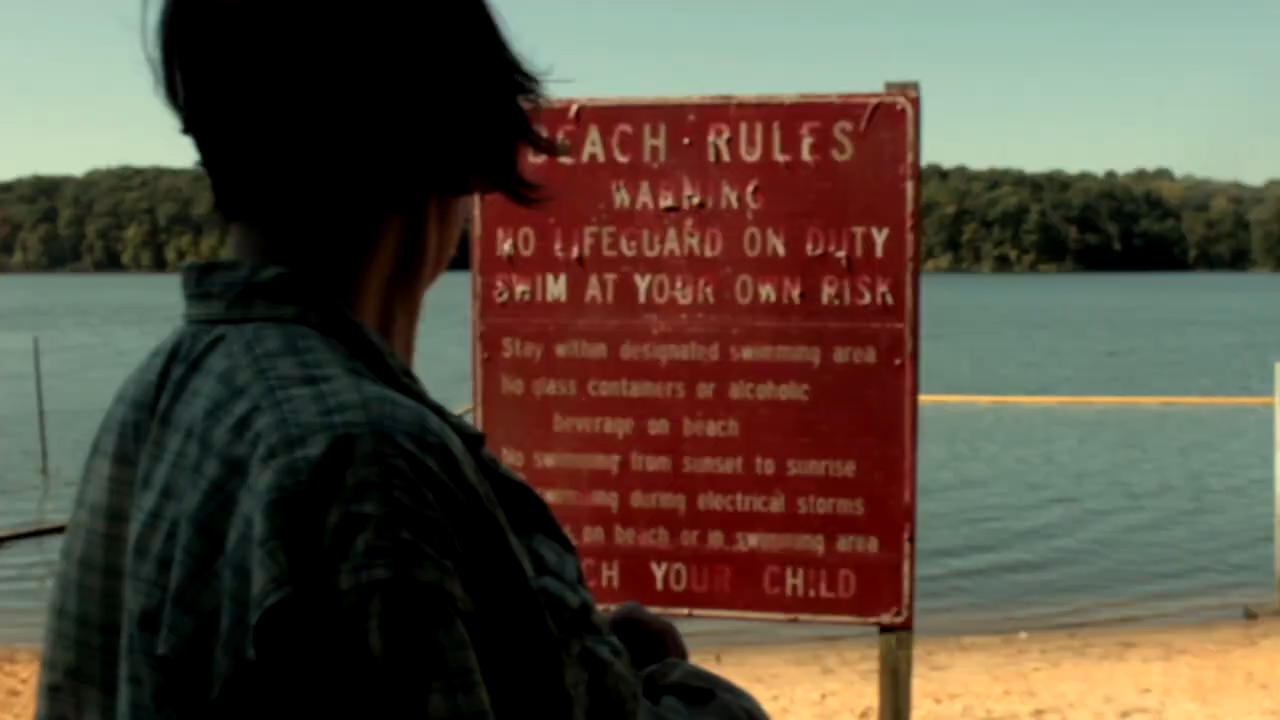 BEACH·RULES
WARNING
NO LIFEGUARD ON DUTY
SWIM AT YOUR OWN RISK
Stay within designated swimming area
No glass containers or alcoholic
beverage on beach
No swimming from sunset to sunrise
swimming during electrical storms
on beach or in swimming area
CH YOUR CHILD